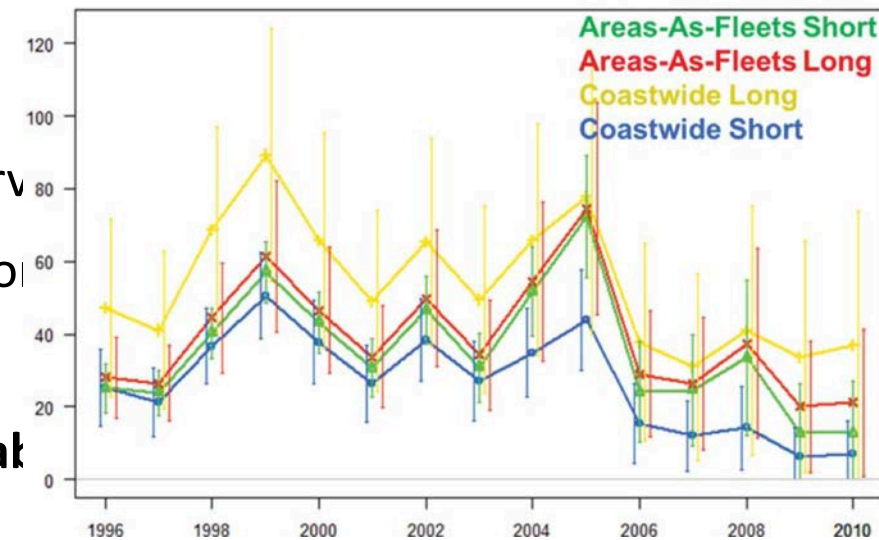 Areas-As-Fleets Short
120
Areas-As-Fleets Long
Coastwide Long
100
Coastwide Short
80
60
40
20
0
1996 1998 2000 2002 2004 2006 2008 2010